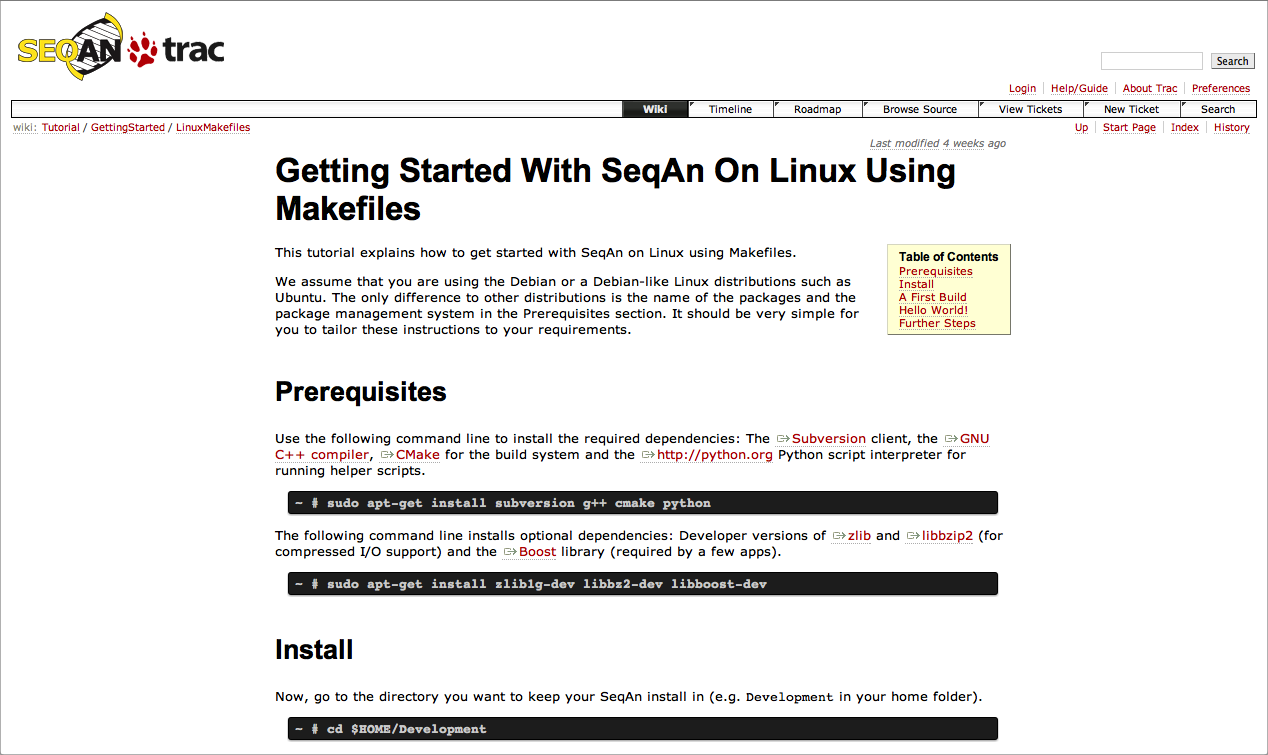 SEQAN trac
Search
Login Help/Guide About Trac Preferences
Wiki Timeline Roadmap Browse Source View Tickets New Ticket Search
wiki: Tutorial / GettingStarted / LinuxMakefiles
Up Start Page Index History
Last modified 4 weeks ago
Getting Started With SeqAn On Linux Using
Makefiles
This tutorial explains how to get started with SeqAn on Linux using Makefiles.
We assume that you are using the Debian or a Debian-like Linux distributions such as
Ubuntu. The only difference to other distributions is the name of the packages and the
package management system in the Prerequisites section. It should be very simple for
you to tailor these instructions to your requirements.
Table of Contents
Prerequisites
Install
A First Build
Hello World!
Further Steps
Prerequisites
Use the following command line to install the required dependencies: The Subversion client, the GNU
C++ compiler, CMake for the build system and the http://python.org Python script interpreter for
running helper scripts.
~ # sudo apt-get install subversion g++ cmake python
The following command line installs optional dependencies: Developer versions of zlib and libbzip2 (for
compressed I/O support) and the Boost library (required by a few apps).
~ # sudo apt-get install zlib1g-dev libbz2-dev libboost-dev
Install
Now, go to the directory you want to keep your SeqAn install in (e.g. Development in your home folder).
~ # cd $HOME/Development